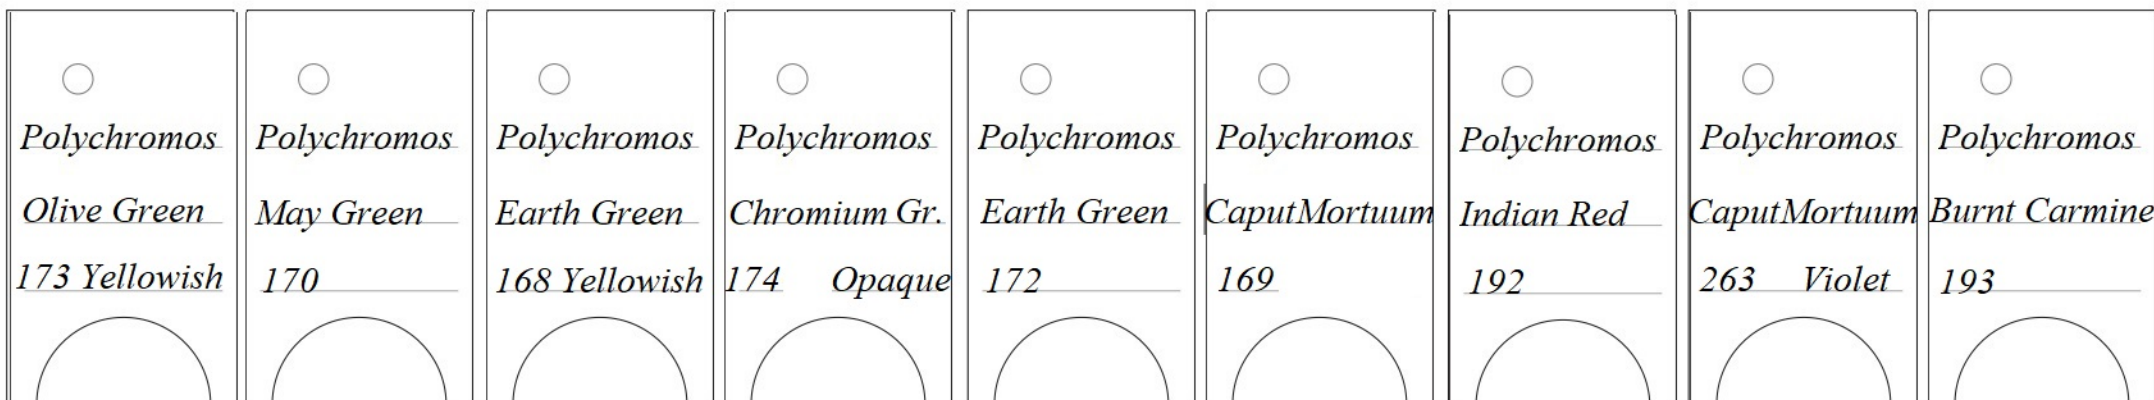 Polychromos
Olive Green
173 Yellowish
Polychromos
May Green
170
Polychromos
Earth Green
168 Yellowish
Polychromos
Chromium Gr.
174 Opaque
Polychromos
Earth Green
172
Polychromos
CaputMortuum
169
Polychromos
Indian Red
192
Polychromos
CaputMortuum
263 Violet
Polychromos
Burnt Carmine
193